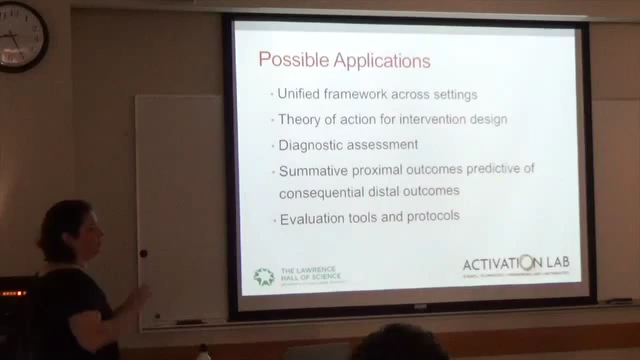 Possible Applications
Unified framework across settings
Theory of action for intervention design
Diagnostic assessment
Summative proximal outcomes predictive of
consequential distal outcomes
Evaluation tools and protocols
THE LAWRENCE
HALL OF SCIENCE
ACTIVATION LAB